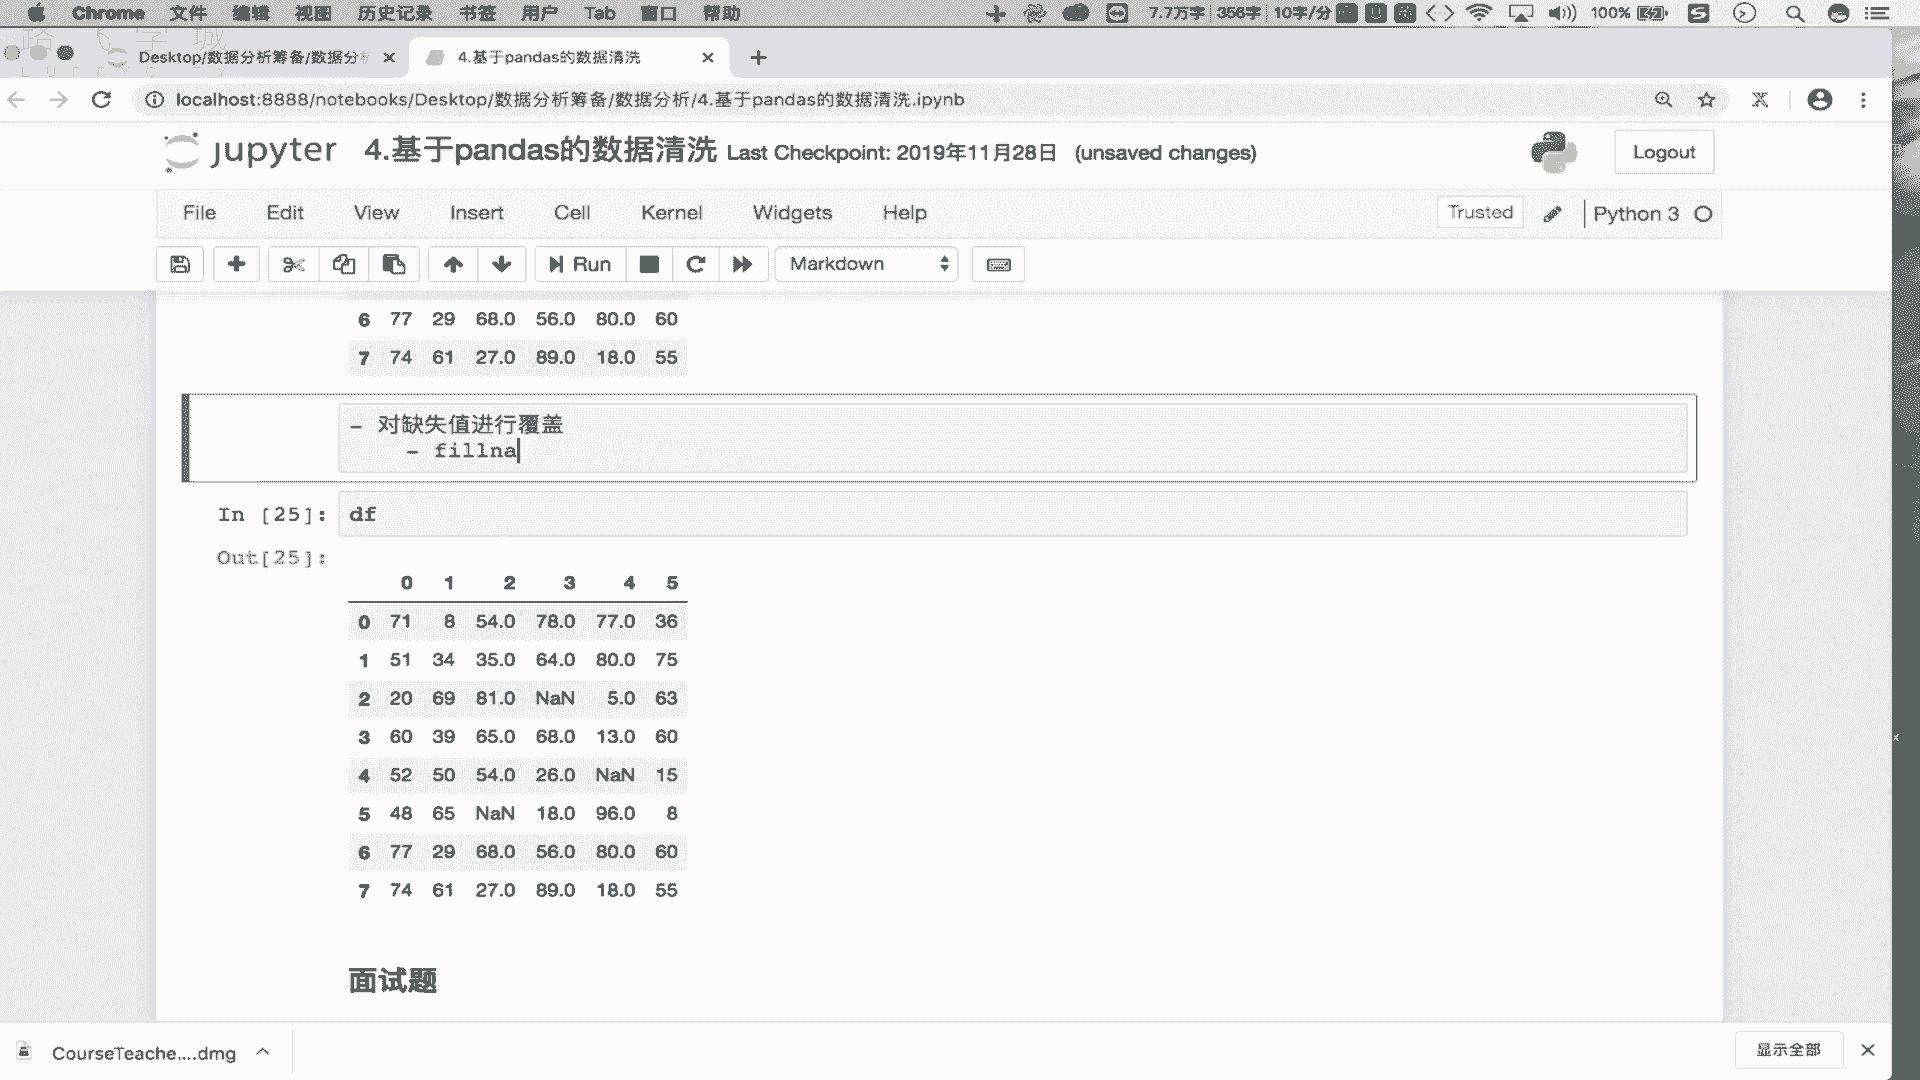 Chrome 文件 编辑 视图 历史记录 书签 用户 Tab 窗口 帮助 7.7万字 356字 10字/分 100%
Desktop/数据分析筹备/数据分析
4.基于pandas的数据清洗
localhost:8888/notebooks/Desktop/数据分析筹备/数据分析/4.基于pandas的数据清洗.ipynb
jupyter 4.基于pandas的数据清洗 Last Checkpoint: 2019年11月28日 (unsaved changes)
Logout
File Edit View Insert Cell Kernel Widgets Help Trusted Python 3
Run Markdown
6 77 29 68.0 56.0 80.0 60
7 74 61 27.0 89.0 18.0 55
- 对缺失值进行覆盖
- fillna
In [25]: df
Out[25]:
0 1 2 3 4 5
0 71 8 54.0 78.0 77.0 36
1 51 34 35.0 64.0 80.0 75
2 20 69 81.0 NaN 5.0 63
3 60 39 65.0 68.0 13.0 60
4 52 50 54.0 26.0 NaN 15
5 48 65 NaN 18.0 96.0 8
6 77 29 68.0 56.0 80.0 60
7 74 61 27.0 89.0 18.0 55
面试题
CourseTeache....dmg
显示全部